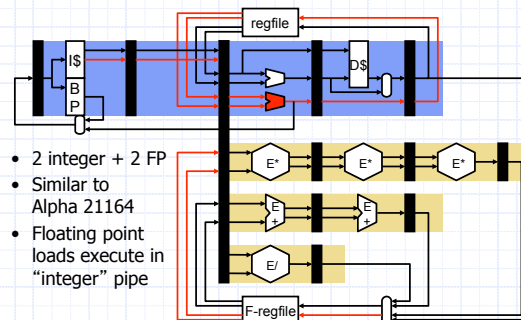 regfile
I$
B
P
D$
• 2 integer + 2 FP
• Similar to
Alpha 21164
• Floating point
loads execute in
“integer” pipe
E*
E*
E*
E
+
E
+
E/
F-regfile